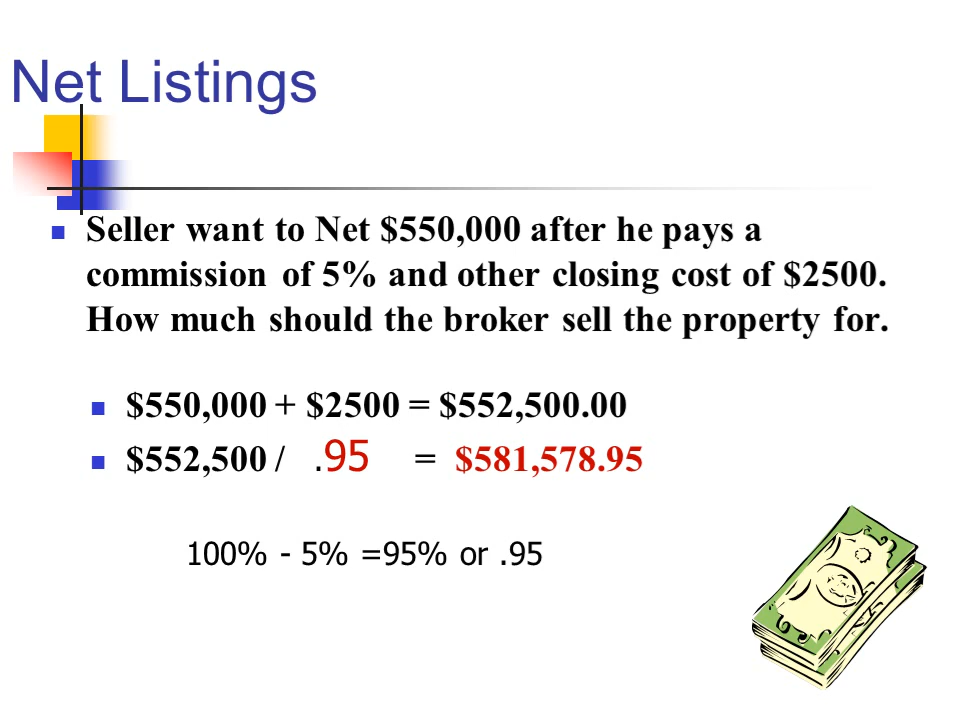 Net Listings
Seller want to Net $550,000 after he pays a
commission of 5% and other closing cost of $2500.
How much should the broker sell the property for.
$550,000 + $2500 = $552,500.00
$552,500 / .95 = $581,578.95
100% - 5% =95% or .95